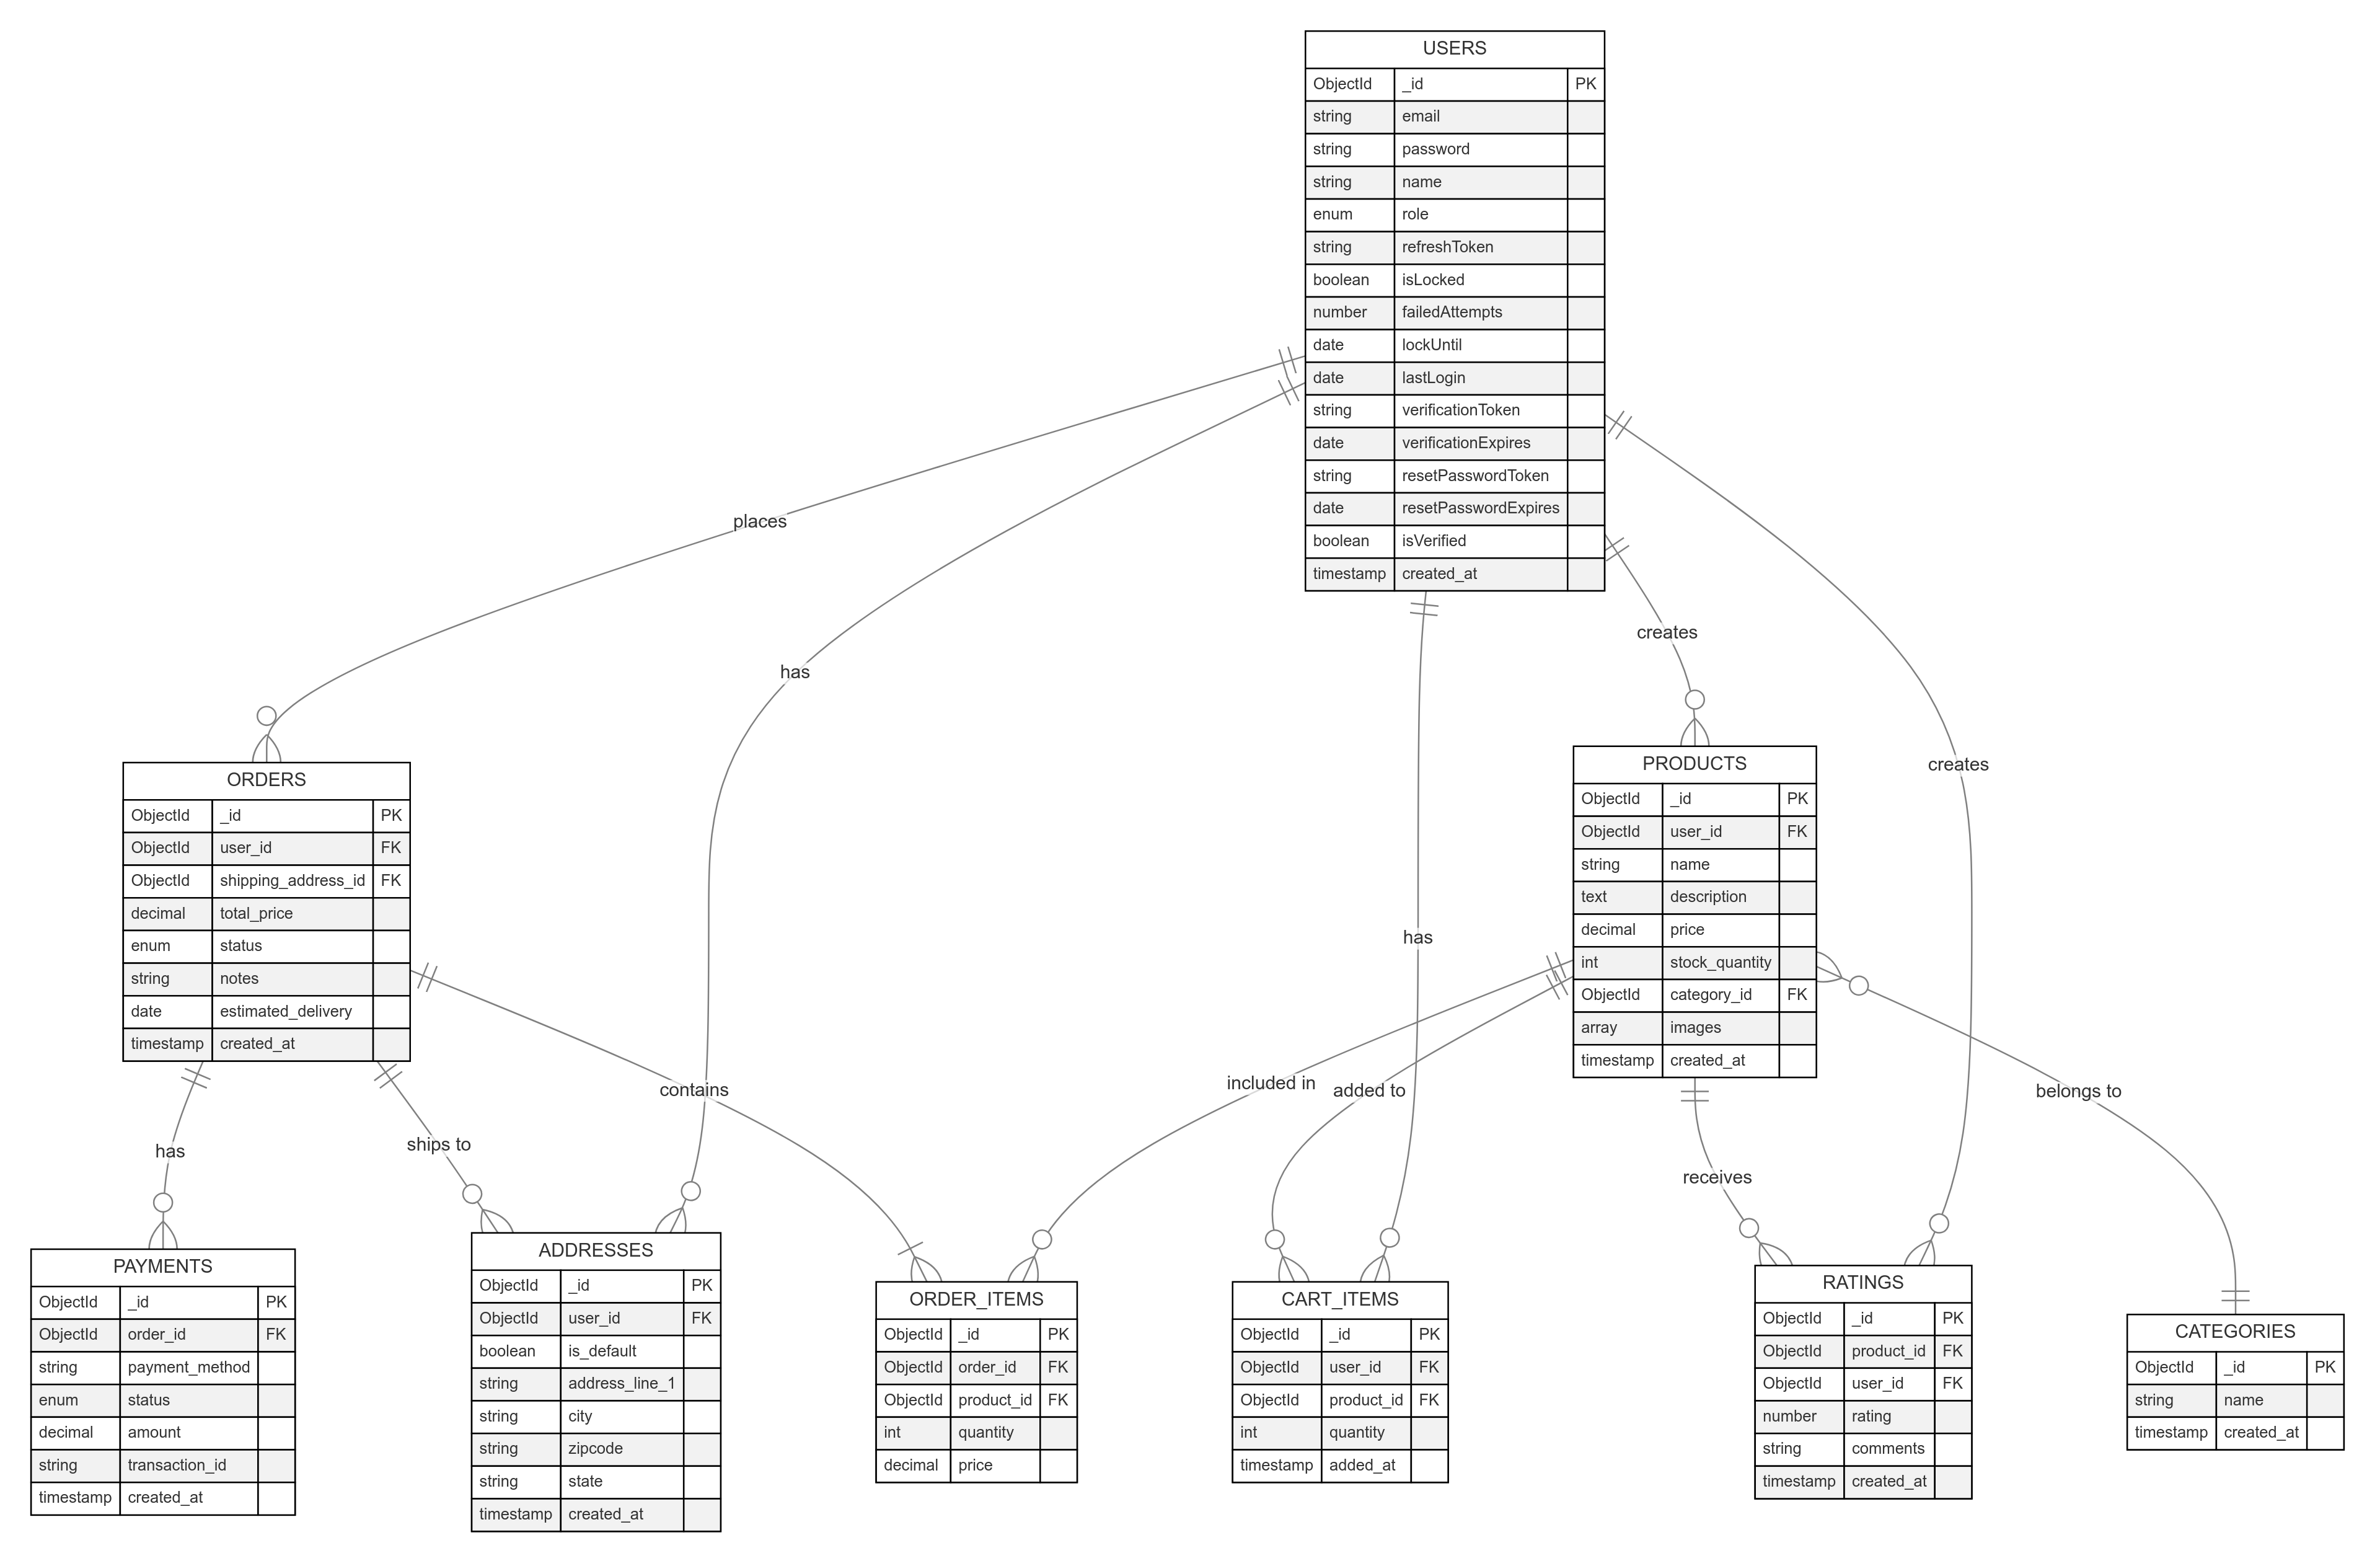 USERS
ObjectId _id PK
string email
string password
string name
enum role
string refreshToken
boolean isLocked
number failedAttempts
date lockUntil
date lastLogin
string verificationToken
date verificationExpires
string resetPasswordToken
date resetPasswordExpires
boolean isVerified
timestamp created_at
places
has
creates
creates
has
ORDERS
ObjectId _id PK
ObjectId user_id FK
ObjectId shipping_address_id FK
decimal total_price
enum status
string notes
date estimated_delivery
timestamp created_at
PRODUCTS
ObjectId _id PK
ObjectId user_id FK
string name
text description
decimal price
int stock_quantity
ObjectId category_id FK
array images
timestamp created_at
has
ships to
contains
included in
added to
receives
belongs to
PAYMENTS
ObjectId _id PK
ObjectId order_id FK
string payment_method
enum status
decimal amount
string transaction_id
timestamp created_at
ADDRESSES
ObjectId _id PK
ObjectId user_id FK
boolean is_default
string address_line_1
string city
string zipcode
string state
timestamp created_at
ORDER_ITEMS
ObjectId _id PK
ObjectId order_id FK
ObjectId product_id FK
int quantity
decimal price
CART_ITEMS
ObjectId _id PK
ObjectId user_id FK
ObjectId product_id FK
int quantity
timestamp added_at
RATINGS
ObjectId _id PK
ObjectId product_id FK
ObjectId user_id FK
number rating
string comments
timestamp created_at
CATEGORIES
ObjectId _id PK
string name
timestamp created_at